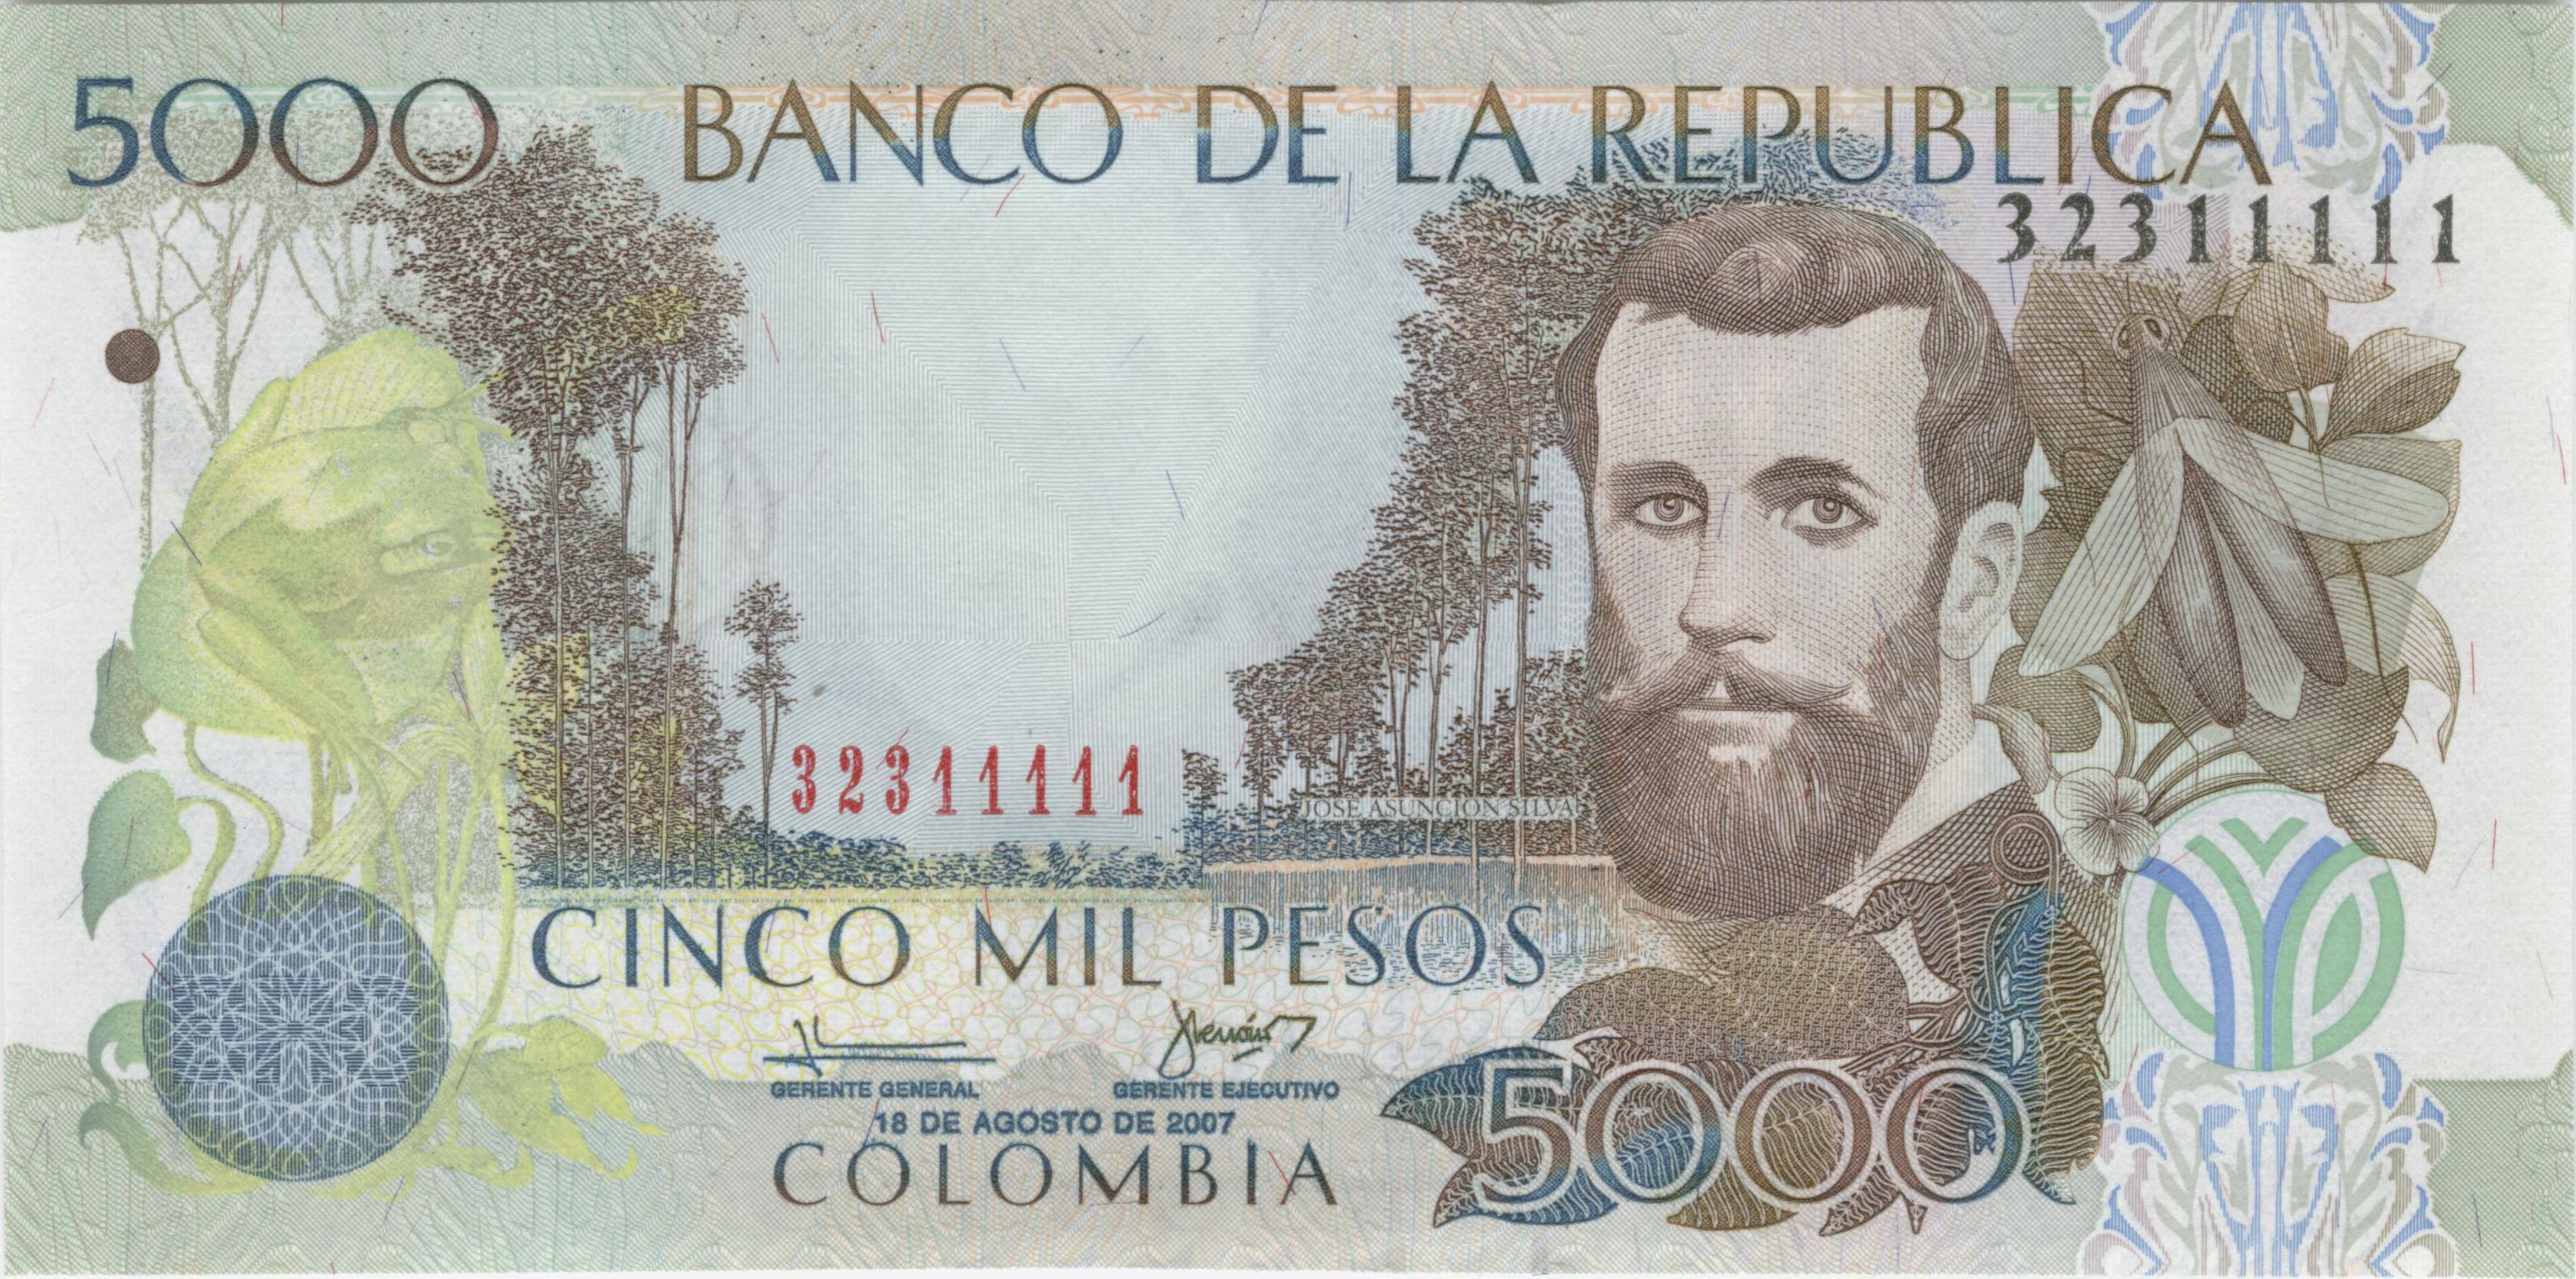 5000 BANCO DE LA REPUBLICA
32311111
32311111
JOSE ASUNCION SILVA
CINCO MIL PESOS
GERENTE GENERAL GERENTE EJECUTIVO
18 DE AGOSTO DE 2007
COLOMBIA
5000